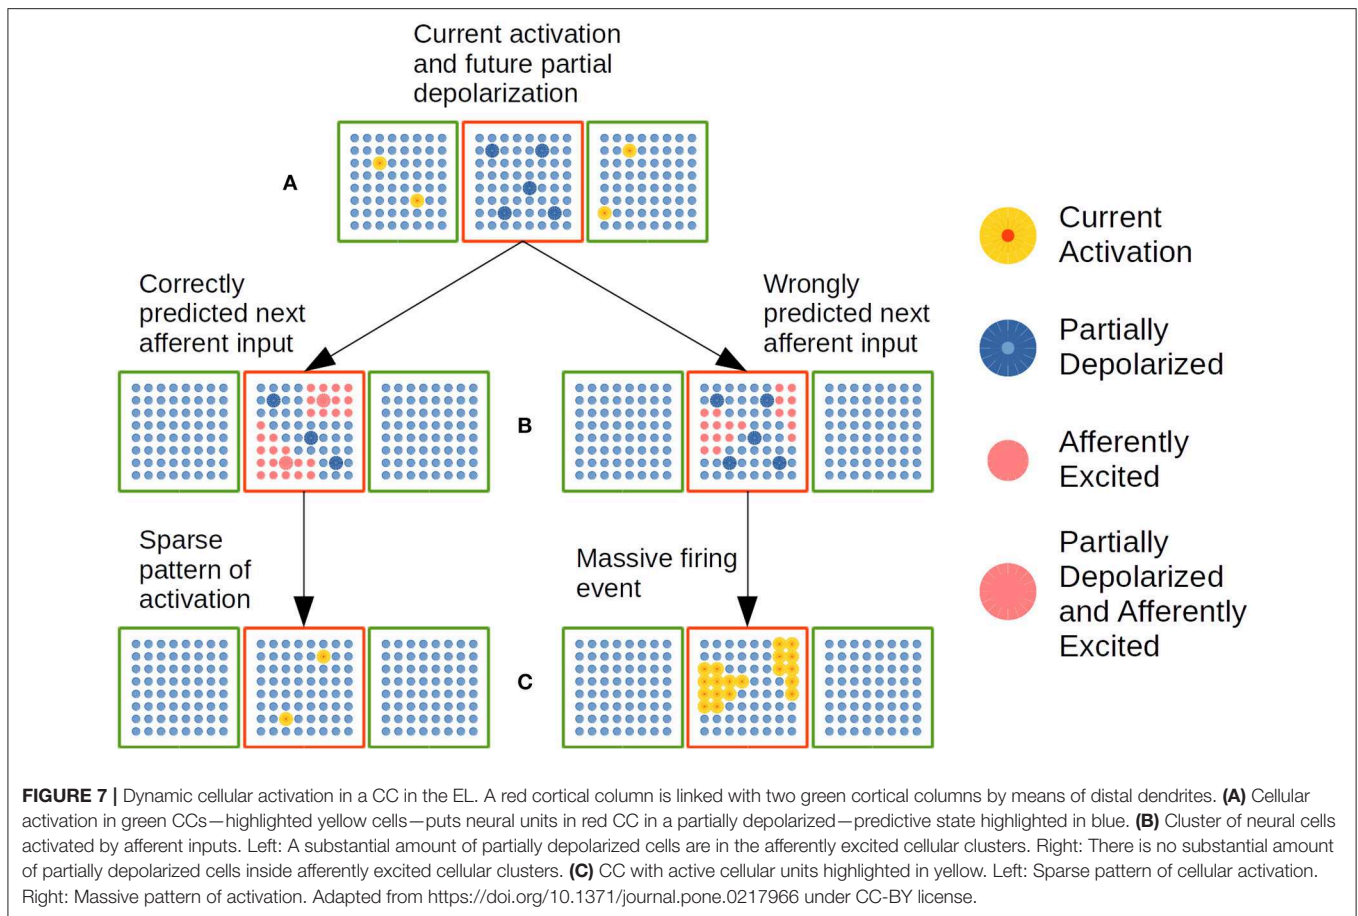 Current activation
and future partial
depolarization
A
Correctly
predicted next
afferent input
Wrongly
predicted next
afferent input
B
Sparse
pattern of
activation
Massive firing
event
C
Current
Activation
Partially
Depolarized
Afferently
Excited
Partially
Depolarized
and Afferently
Excited
FIGURE 7 | Dynamic cellular activation in a CC in the EL. A red cortical column is linked with two green cortical columns by means of distal dendrites. (A) Cellular
activation in green CCs—highlighted yellow cells—puts neural units in red CC in a partially depolarized—predictive state highlighted in blue. (B) Cluster of neural cells
activated by afferent inputs. Left: A substantial amount of partially depolarized cells are in the afferently excited cellular clusters. Right: There is no substantial amount
of partially depolarized cells inside afferently excited cellular clusters. (C) CC with active cellular units highlighted in yellow. Left: Sparse pattern of cellular activation.
Right: Massive pattern of activation. Adapted from https://doi.org/10.1371/journal.pone.0217966 under CC-BY license.